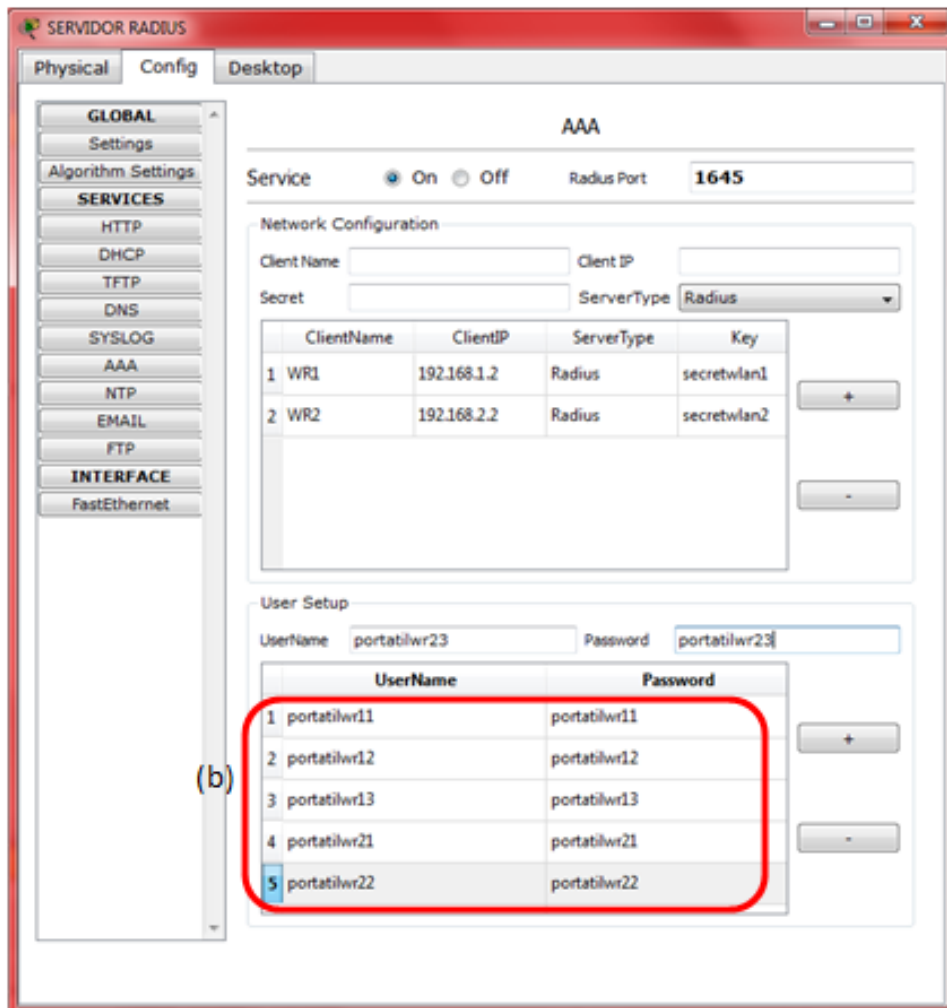 SERVIDOR RADIUS
Physical Config Desktop
GLOBAL
Settings
Algorithm Settings
SERVICES
HTTP
DHCP
TFTP
DNS
SYSLOG
AAA
NTP
EMAIL
FTP
INTERFACE
FastEthernet
AAA
Service On Off Radius Port 1645
Network Configuration
Client Name Client IP
Secret ServerType Radius
ClientName ClientIP ServerType Key
1 WR1 192.168.1.2 Radius secretwlan1
2 WR2 192.168.2.2 Radius secretwlan2
+
-
User Setup
UserName portatilwr23 Password portatilwr23
UserName Password
1 portatilwr11 portatilwr11
2 portatilwr12 portatilwr12
3 portatilwr13 portatilwr13
4 portatilwr21 portatilwr21
5 portatilwr22 portatilwr22
+
-
(b)